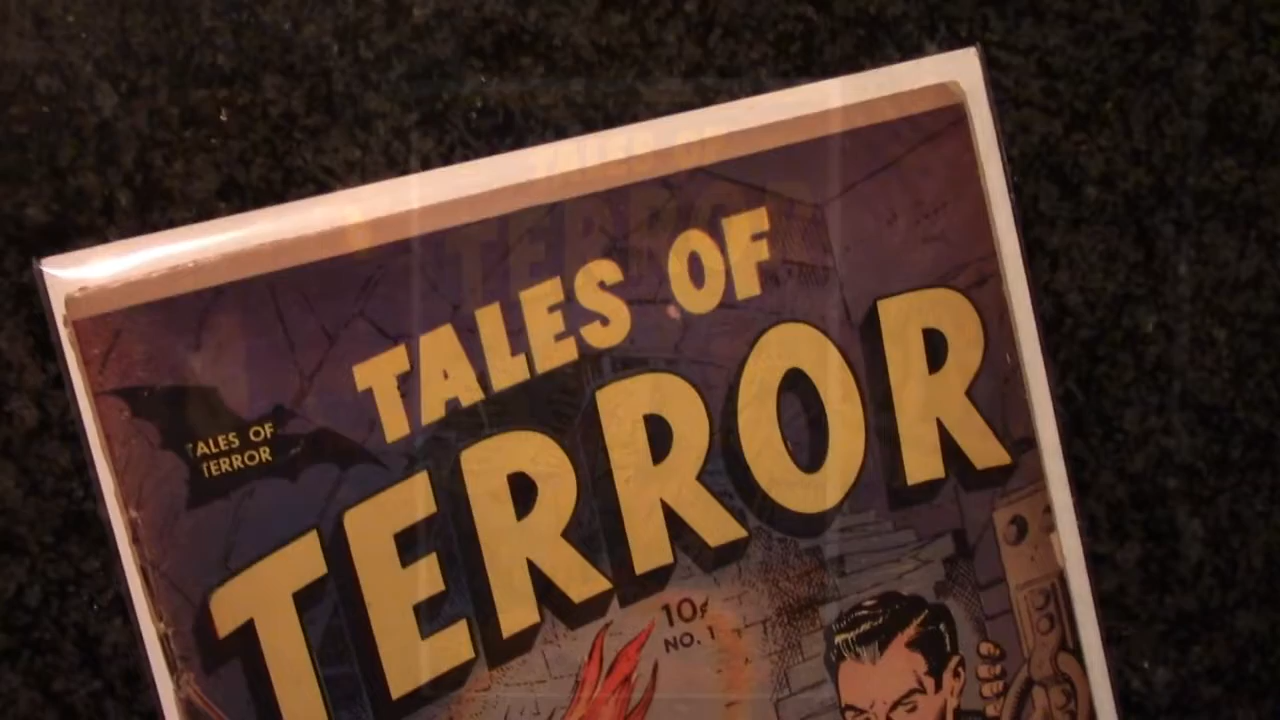 TALES OF
TERROR
TALES OF
TERROR
10¢
NO. 1